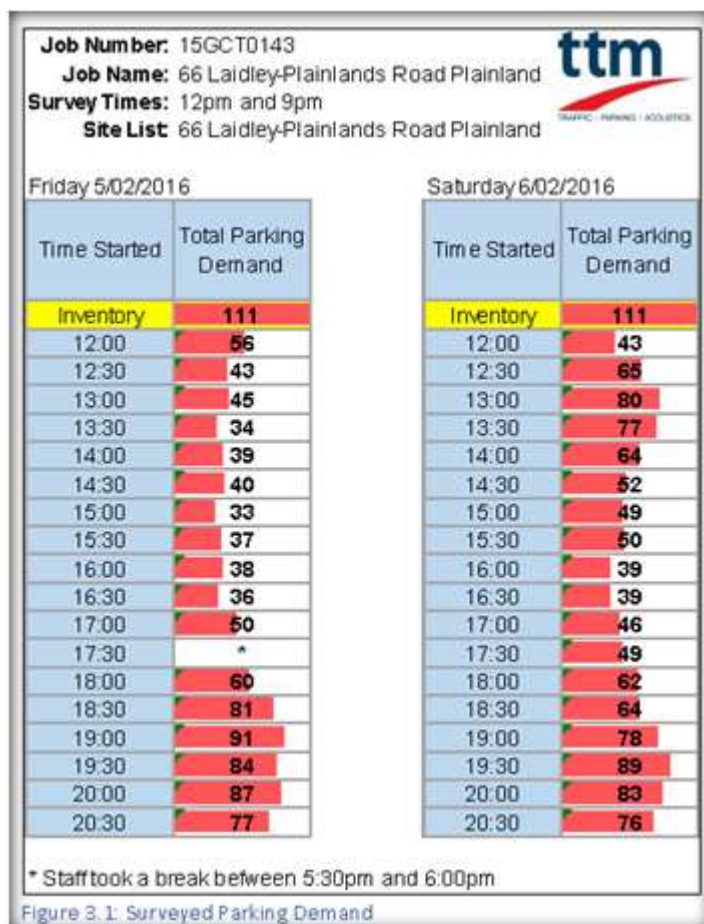 Job Number: 15GCT0143
ttm
Job Name: 66 Laidley-Plainlands Road Plainland
Survey Times: 12pm and 9pm
TRAFFIC · PARKING · ACOUSTICS
Site List: 66 Laidley-Plainlands Road Plainland
Friday 5/02/2016 Saturday 6/02/2016
Time Started Total Parking Demand Time Started Total Parking Demand
Inventory 111 Inventory 111
12:00 56 12:00 43
12:30 43 12:30 65
13:00 45 13:00 80
13:30 34 13:30 77
14:00 39 14:00 64
14:30 40 14:30 52
15:00 33 15:00 49
15:30 37 15:30 50
16:00 38 16:00 39
16:30 36 16:30 39
17:00 50 17:00 46
17:30 * 17:30 49
18:00 60 18:00 62
18:30 81 18:30 64
19:00 91 19:00 78
19:30 84 19:30 89
20:00 87 20:00 83
20:30 77 20:30 76
* Staff took a break between 5:30pm and 6:00pm
Figure 3.1: Surveyed Parking Demand